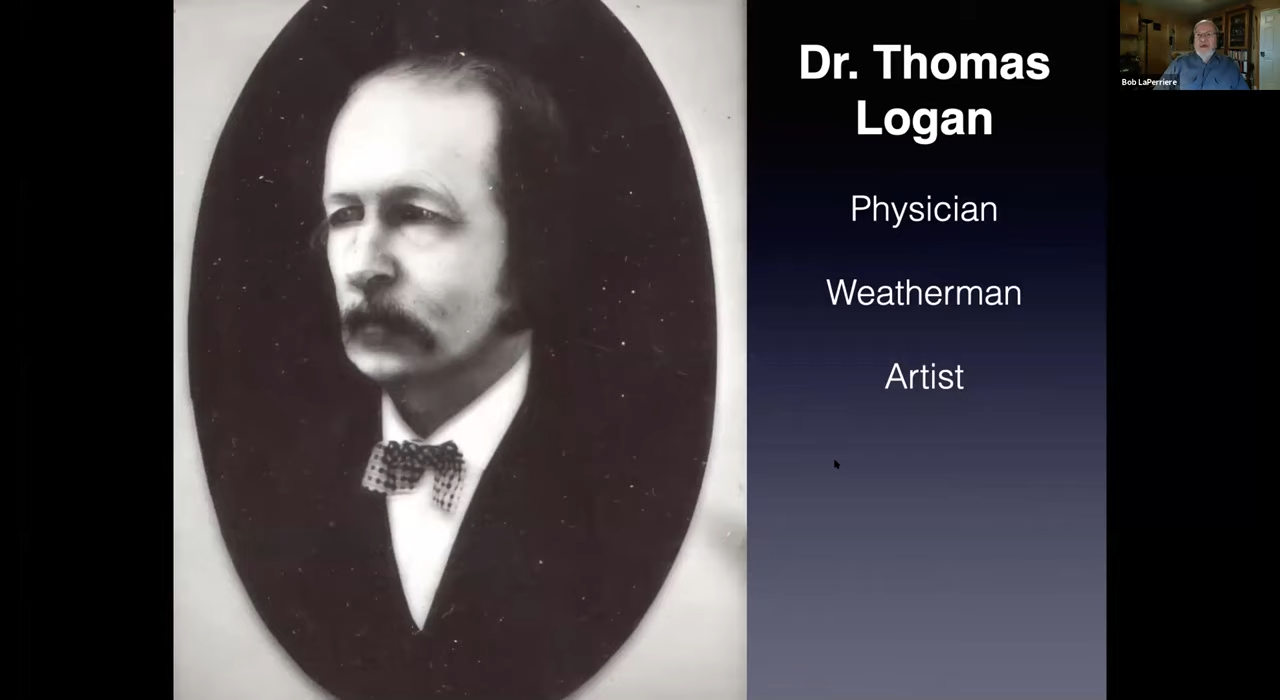 Dr. Thomas
Logan
Physician
Weatherman
Artist
Bob LaPerriere